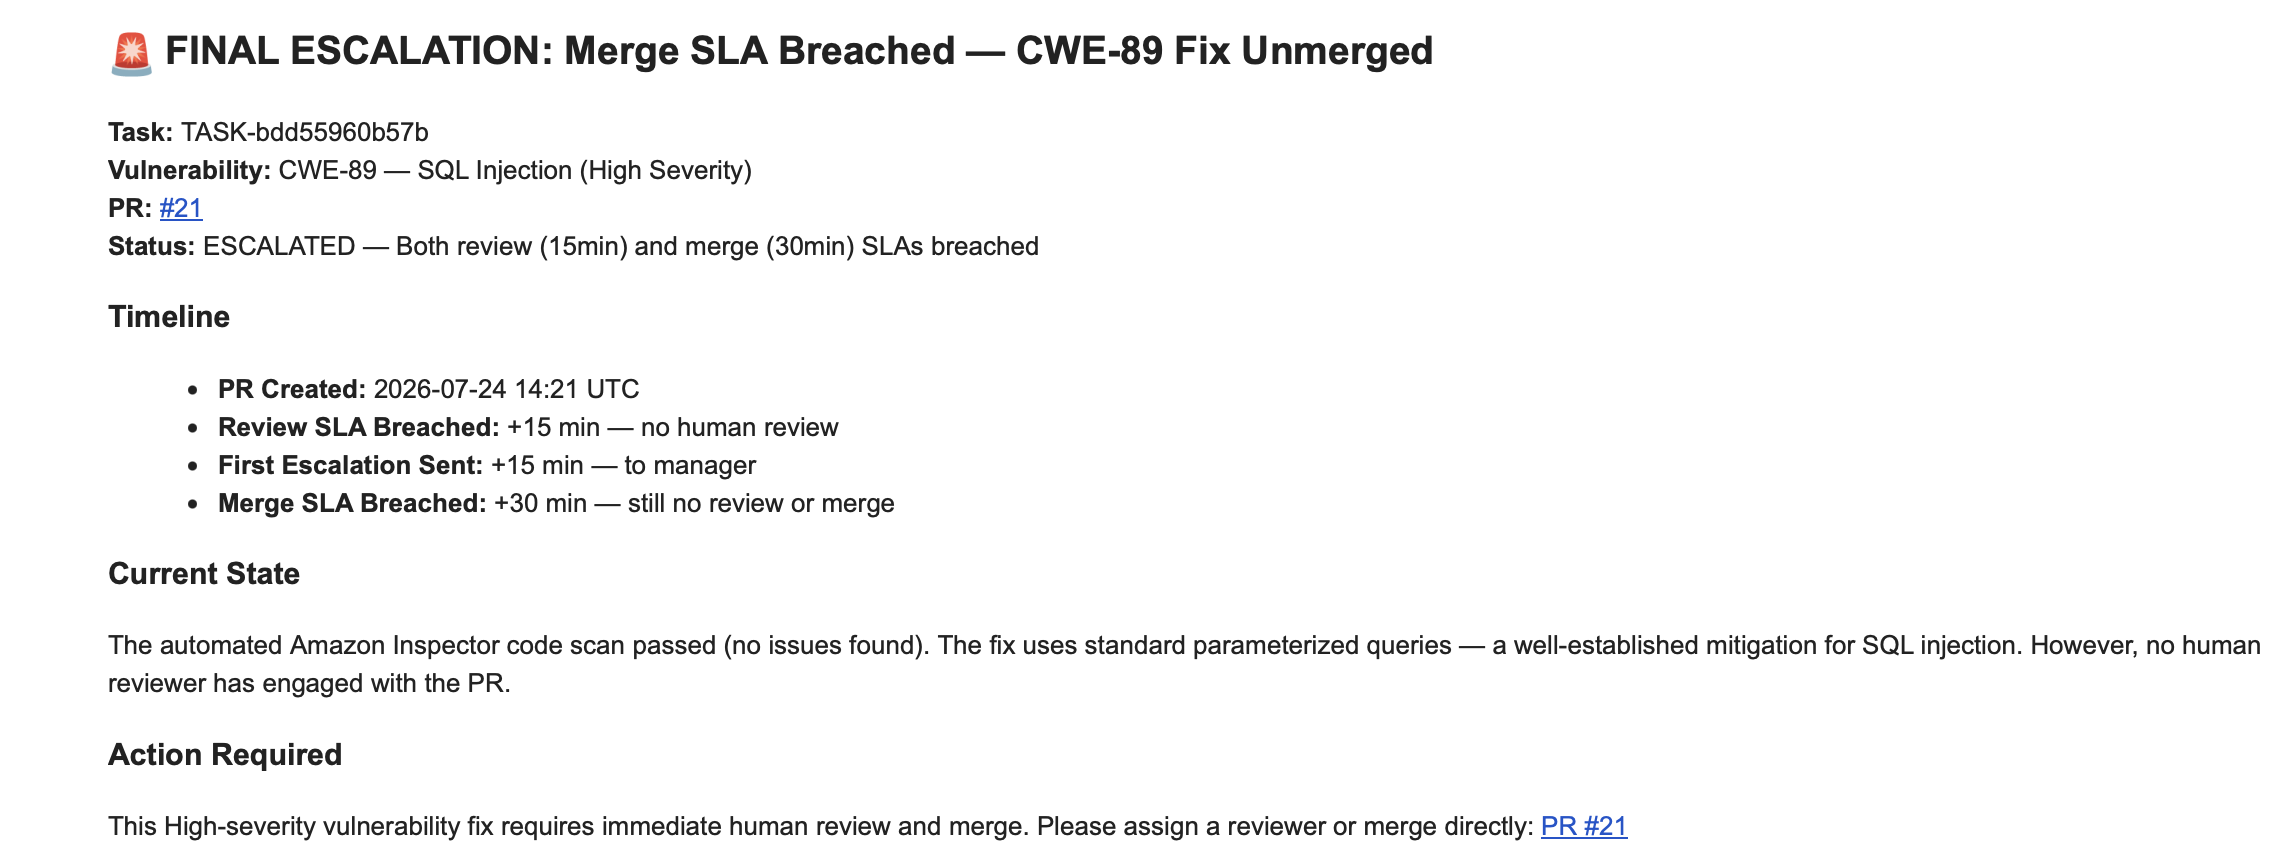 🚨 FINAL ESCALATION: Merge SLA Breached — CWE-89 Fix Unmerged
Task: TASK-bdd55960b57b
Vulnerability: CWE-89 — SQL Injection (High Severity)
PR: #21
Status: ESCALATED — Both review (15min) and merge (30min) SLAs breached
Timeline
• PR Created: 2026-07-24 14:21 UTC
• Review SLA Breached: +15 min — no human review
• First Escalation Sent: +15 min — to manager
• Merge SLA Breached: +30 min — still no review or merge
Current State
The automated Amazon Inspector code scan passed (no issues found). The fix uses standard parameterized queries — a well-established mitigation for SQL injection. However, no human
reviewer has engaged with the PR.
Action Required
This High-severity vulnerability fix requires immediate human review and merge. Please assign a reviewer or merge directly: PR #21